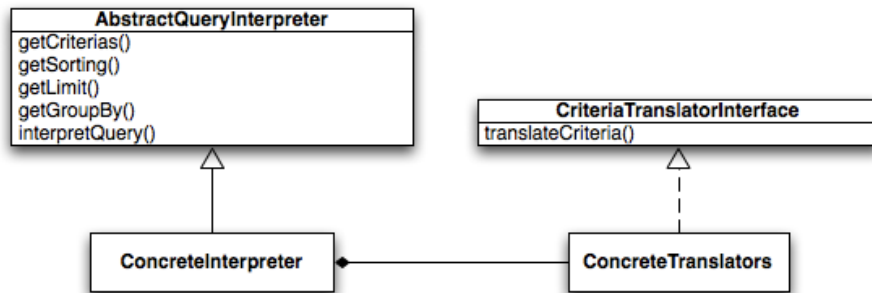 AbstractQueryInterpreter
getCriterias()
getSorting()
getLimit()
getGroupBy()
interpretQuery()
CriteriaTranslatorInterface
translateCriteria()
ConcreteInterpreter
ConcreteTranslators